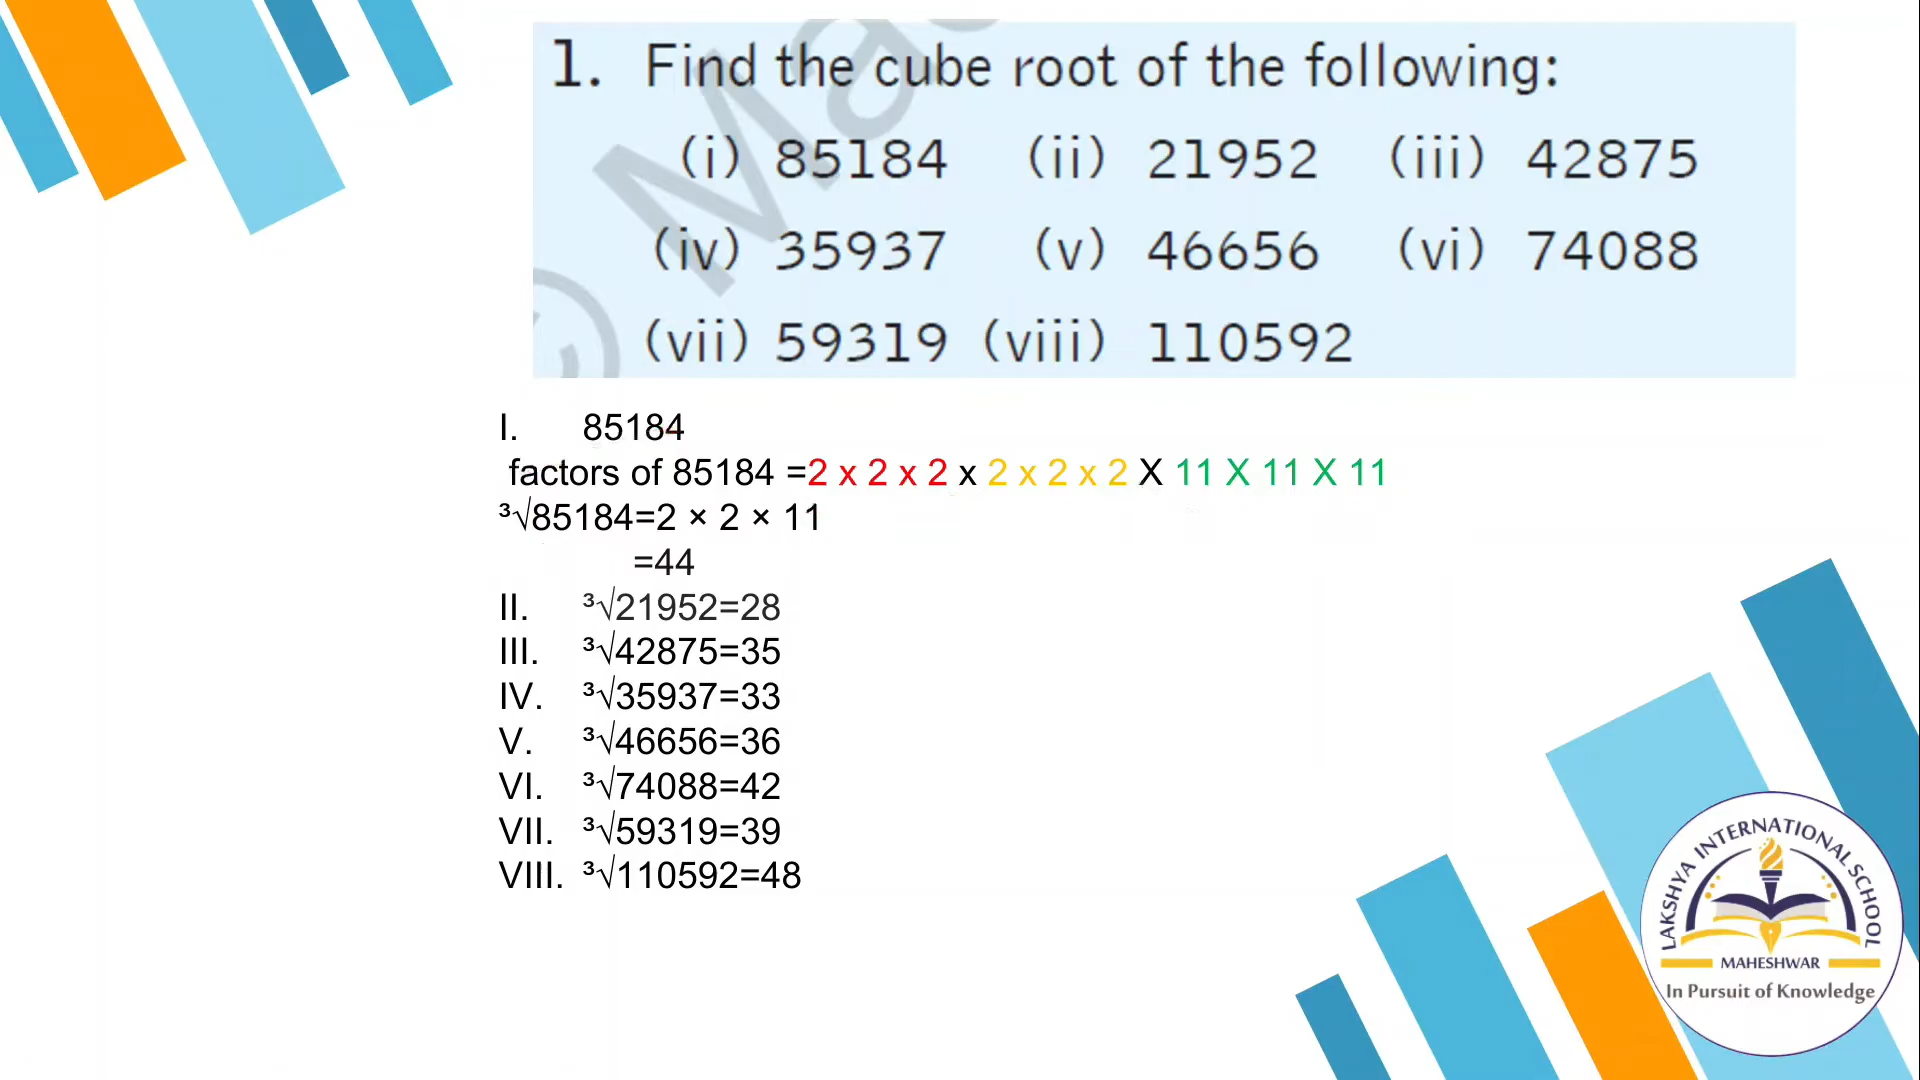 1. Find the cube root of the following:
(i) 85184 (ii) 21952 (iii) 42875
(iv) 35937 (v) 46656 (vi) 74088
(vii) 59319 (viii) 110592
I. 85184
factors of 85184 =2 x 2 x 2 x 2 x 2 x 2 X 11 X 11 X 11
³√85184=2 × 2 × 11
=44
II. ³√21952=28
III. ³√42875=35
IV. ³√35937=33
V. ³√46656=36
VI. ³√74088=42
VII. ³√59319=39
VIII. ³√110592=48
LAKSHYA INTERNATIONAL SCHOOL
MAHESHWAR
In Pursuit of Knowledge